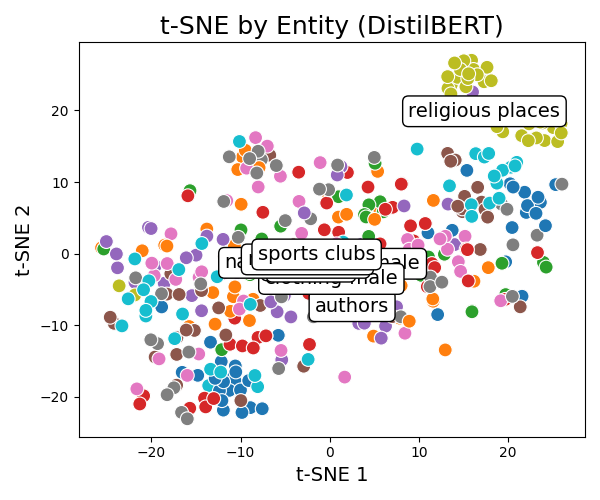 t-SNE by Entity (DistilBERT)
t-SNE 2
20
10
0
−10
−20
religious places
sports clubs
authors
−20
−10
0
10
20
t-SNE 1